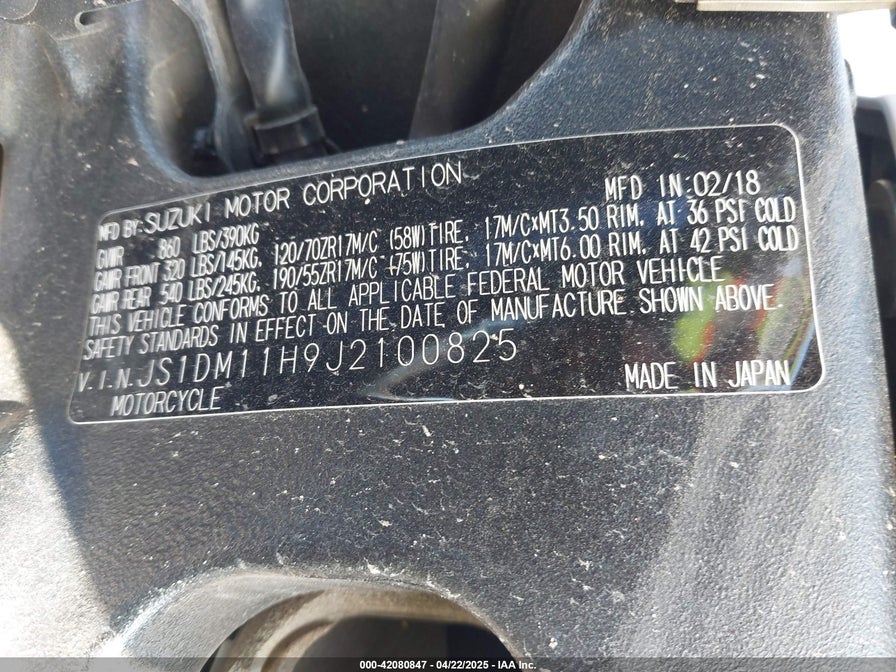 MFD BY: SUZUKI MOTOR CORPORATION MFD IN: 02/18
GVWR 860 LBS/390KG
GAWR FRONT 320 LBS/145KG. 120/70ZR17M/C (58W) TIRE, 17M/C×MT3.50 RIM, AT 36 PSI COLD
GAWR REAR 540 LBS/245KG. 190/55ZR17M/C (75W) TIRE, 17M/C×MT6.00 RIM, AT 42 PSI COLD
THIS VEHICLE CONFORMS TO ALL APPLICABLE FEDERAL MOTOR VEHICLE
SAFETY STANDARDS IN EFFECT ON THE DATE OF MANUFACTURE SHOWN ABOVE.
V.I.N. JS1DM11H9J2100825
MOTORCYCLE MADE IN JAPAN
000-42080847 - 04/22/2025 - IAA Inc.